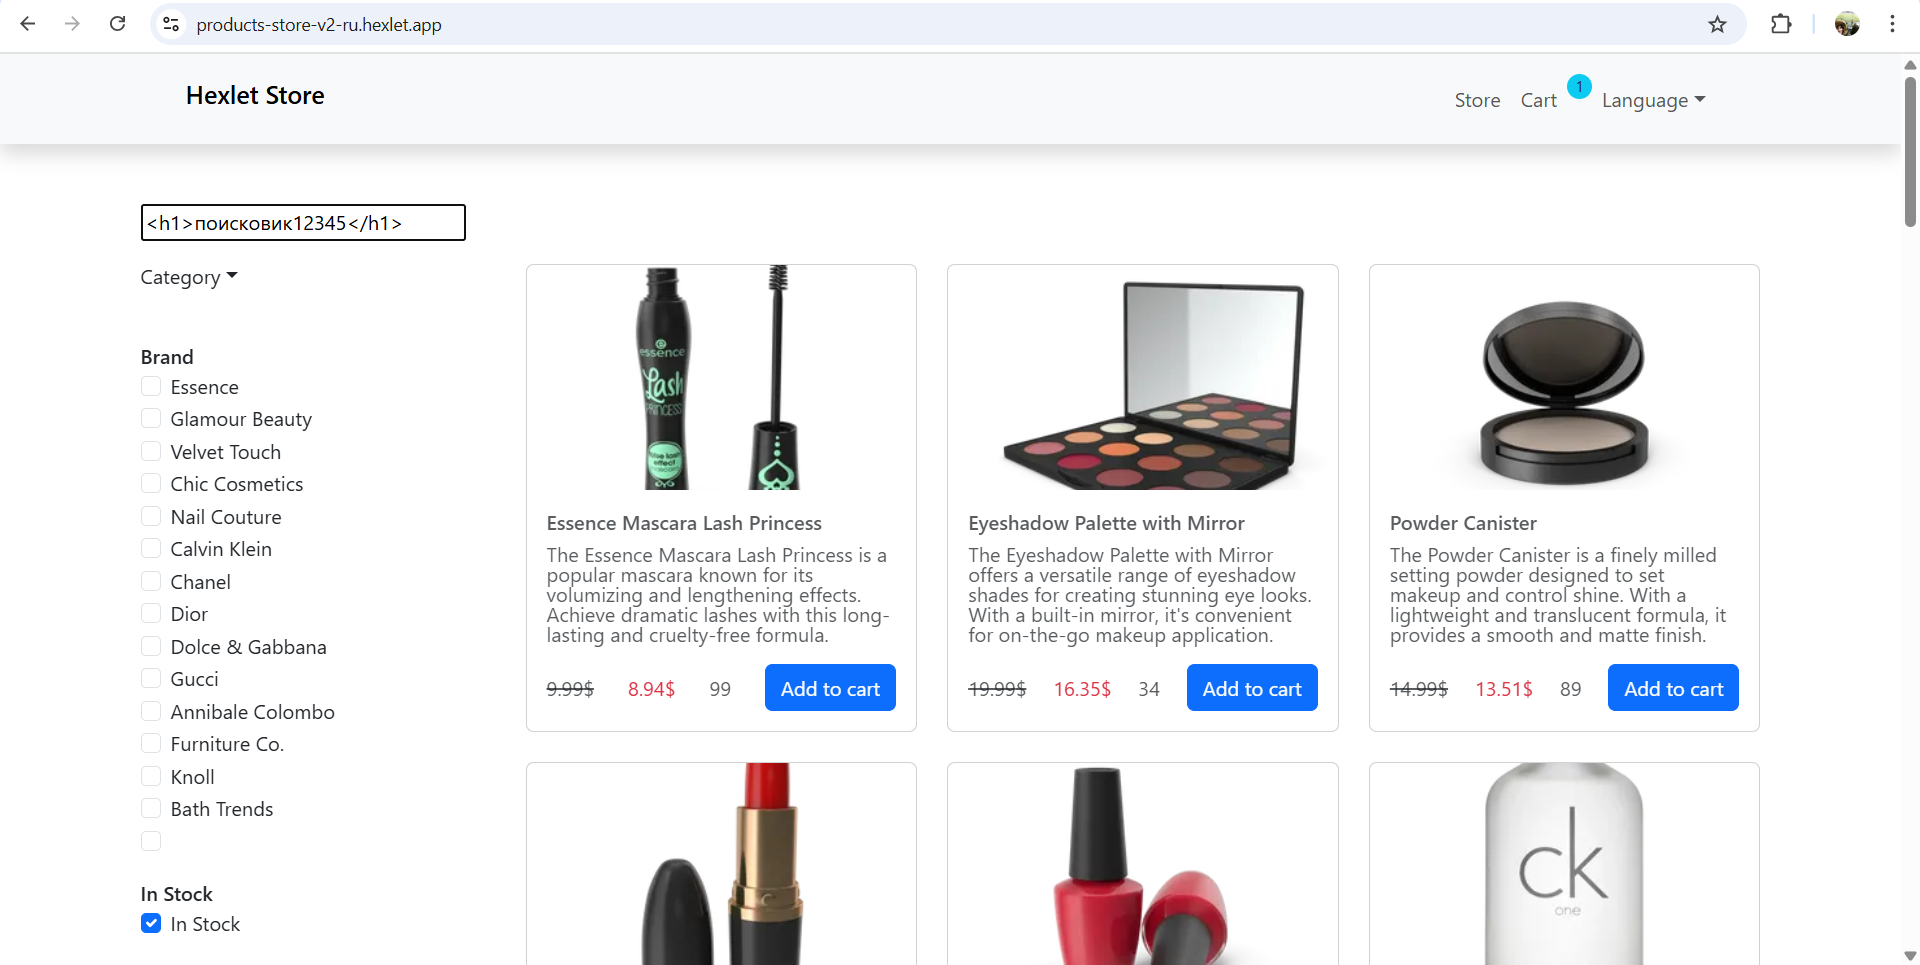 products-store-v2-ru.hexlet.app
Hexlet Store
Store
Cart
1
Language
<h1>поисковик12345</h1>
Category
Brand
Essence
Glamour Beauty
Velvet Touch
Chic Cosmetics
Nail Couture
Calvin Klein
Chanel
Dior
Dolce & Gabbana
Gucci
Annibale Colombo
Furniture Co.
Knoll
Bath Trends
In Stock
In Stock
essence
Lash
PRINCESS
false lash
effect
Essence Mascara Lash Princess
The Essence Mascara Lash Princess is a
popular mascara known for its
volumizing and lengthening effects.
Achieve dramatic lashes with this long-
lasting and cruelty-free formula.
9.99$ 8.94$ 99 Add to cart
Eyeshadow Palette with Mirror
The Eyeshadow Palette with Mirror
offers a versatile range of eyeshadow
shades for creating stunning eye looks.
With a built-in mirror, it's convenient
for on-the-go makeup application.
19.99$ 16.35$ 34 Add to cart
Powder Canister
The Powder Canister is a finely milled
setting powder designed to set
makeup and control shine. With a
lightweight and translucent formula, it
provides a smooth and matte finish.
14.99$ 13.51$ 89 Add to cart
ck
one